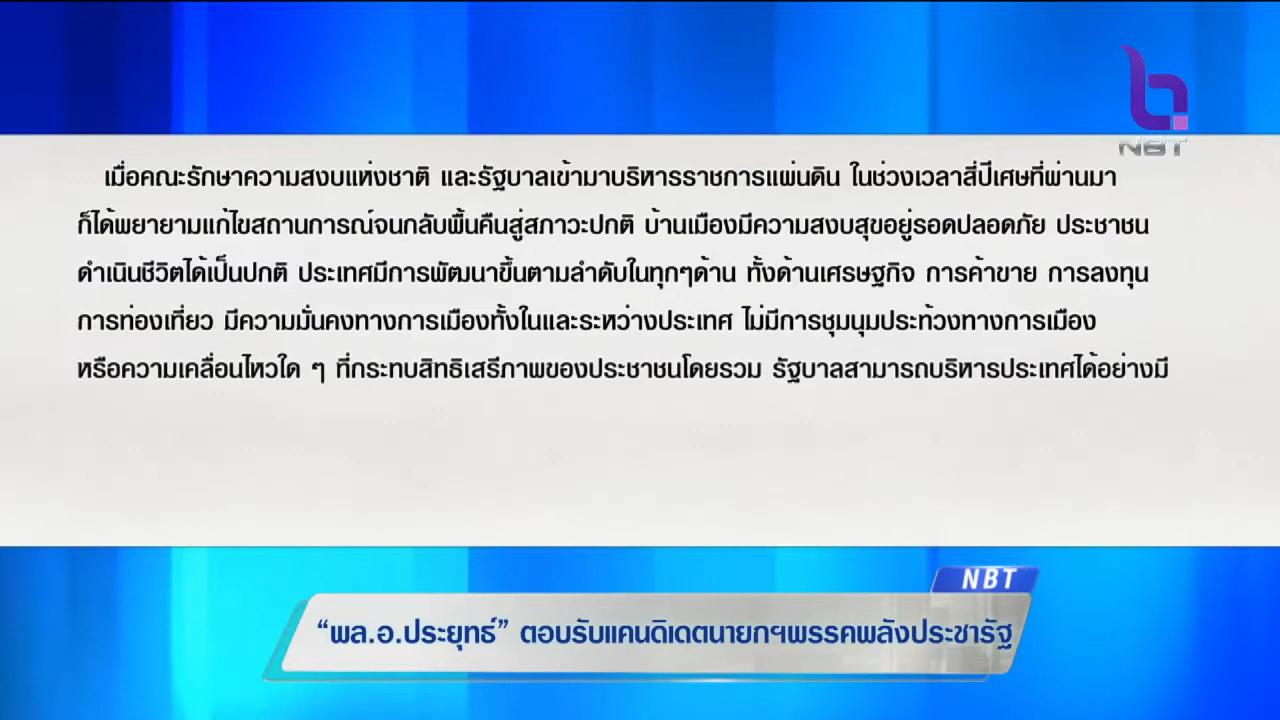 NBT
เมื่อคณะรักษาความสงบแห่งชาติ และรัฐบาลเข้ามาบริหารราชการแผ่นดิน ในช่วงเวลาสี่ปีเศษที่ผ่านมา
ก็ได้พยายามแก้ไขสถานการณ์จนกลับฟื้นคืนสู่สภาวะปกติ บ้านเมืองมีความสงบสุขอยู่รอดปลอดภัย ประชาชน
ดำเนินชีวิตได้เป็นปกติ ประเทศมีการพัฒนาขึ้นตามลำดับในทุกๆด้าน ทั้งด้านเศรษฐกิจ การค้าขาย การลงทุน
การท่องเที่ยว มีความมั่นคงทางการเมืองทั้งในและระหว่างประเทศ ไม่มีการชุมนุมประท้วงทางการเมือง
หรือความเคลื่อนไหวใด ๆ ที่กระทบสิทธิเสรีภาพของประชาชนโดยรวม รัฐบาลสามารถบริหารประเทศได้อย่างมี
NBT
“พล.อ.ประยุทธ์” ตอบรับแคนดิเดตนายกฯพรรคพลังประชารัฐ